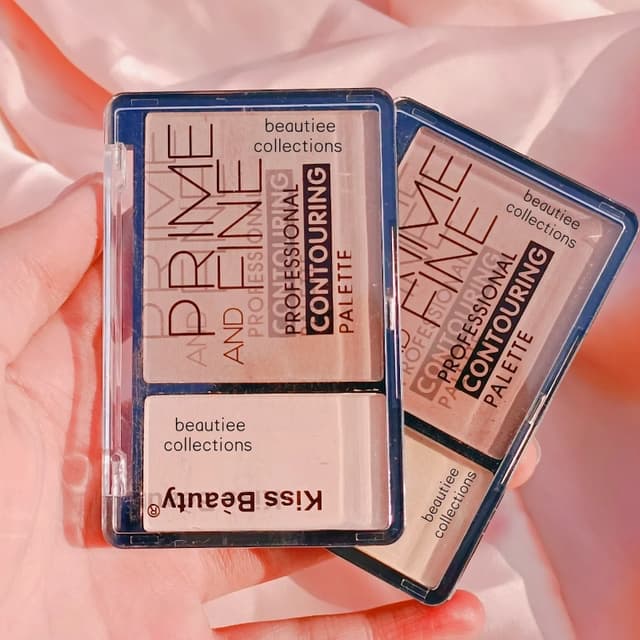 beautiee
collections
PRIME
AND FINE
PROFESSIONAL
CONTOURING
PALETTE
beautiee
collections
Kiss Beauty®
beautiee
collections
PRIME
FINE
PROFESSIONAL
CONTOURING
PALETTE
beautiee
collections